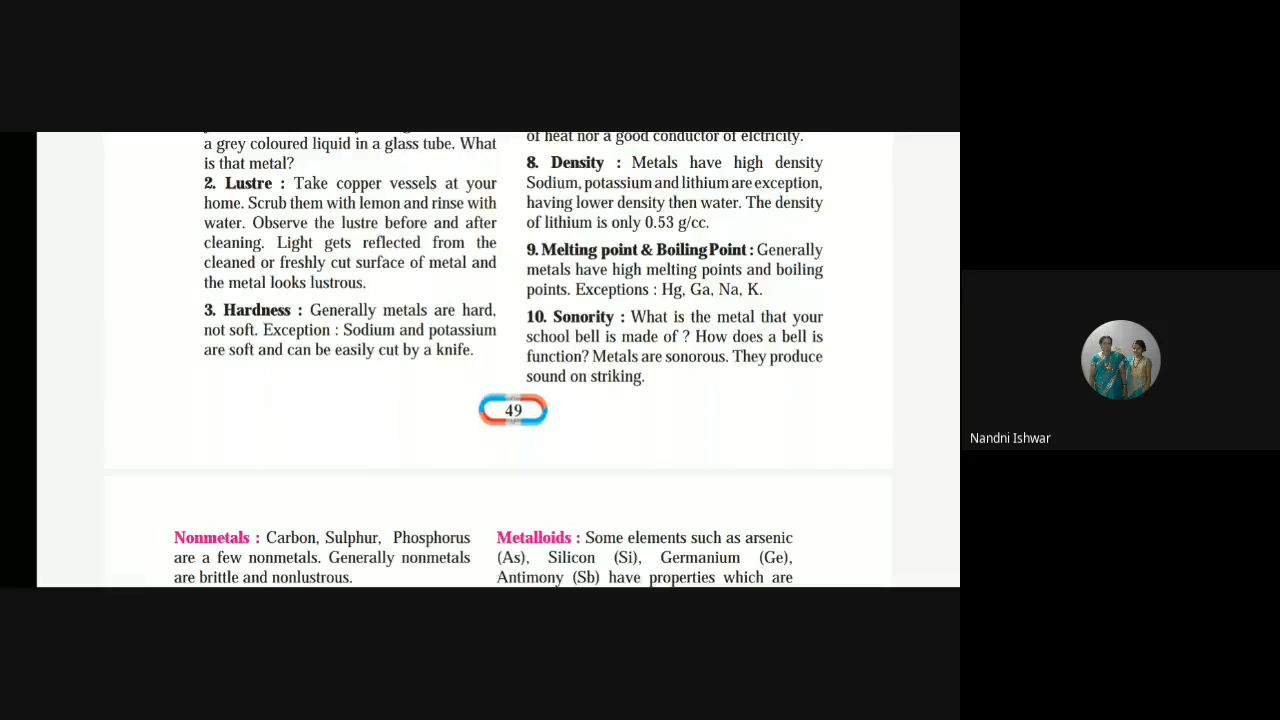 a grey coloured liquid in a glass tube. What
is that metal?
2. Lustre : Take copper vessels at your
home. Scrub them with lemon and rinse with
water. Observe the lustre before and after
cleaning. Light gets reflected from the
cleaned or freshly cut surface of metal and
the metal looks lustrous.
3. Hardness : Generally metals are hard,
not soft. Exception : Sodium and potassium
are soft and can be easily cut by a knife.
of heat nor a good conductor of elctricity.
8. Density : Metals have high density
Sodium, potassium and lithium are exception,
having lower density then water. The density
of lithium is only 0.53 g/cc.
9. Melting point & Boiling Point : Generally
metals have high melting points and boiling
points. Exceptions : Hg, Ga, Na, K.
10. Sonority : What is the metal that your
school bell is made of ? How does a bell is
function? Metals are sonorous. They produce
sound on striking.
49
Nonmetals : Carbon, Sulphur, Phosphorus
are a few nonmetals. Generally nonmetals
are brittle and nonlustrous.
Metalloids : Some elements such as arsenic
(As), Silicon (Si), Germanium (Ge),
Antimony (Sb) have properties which are
Nandni Ishwar